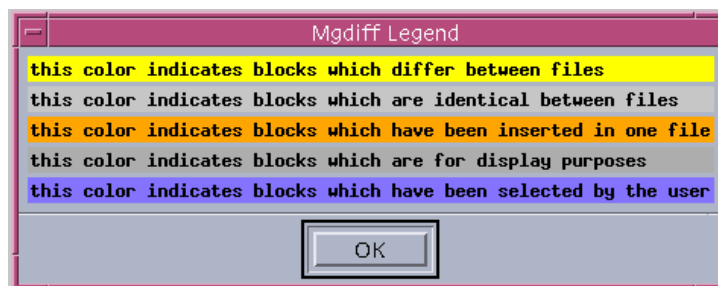 Mgdiff Legend
this color indicates blocks which differ between files
this color indicates blocks which are identical between files
this color indicates blocks which have been inserted in one file
this color indicates blocks which are for display purposes
this color indicates blocks which have been selected by the user
OK